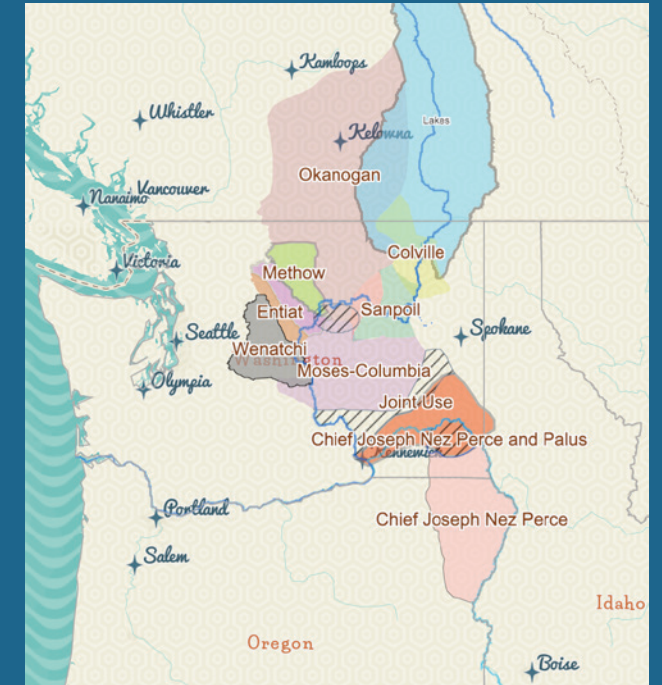 Kamloops
Whistler
Lakes
Kelowna
Okanogan
Nanaimo
Vancouver
Colville
Victoria
Methow
Entiat
Sanpoil
Seattle
Spokane
Wenatchi
Washington
Moses-Columbia
Olympia
Joint Use
Chief Joseph Nez Perce and Palus
Kennewic
Portland
Chief Joseph Nez Perce
Salem
Idaho
Oregon
Boise